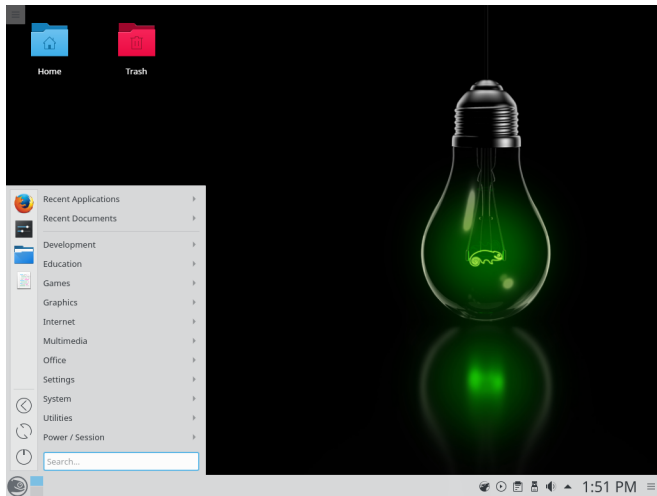 Home
Trash
Recent Applications
Recent Documents
Development
Education
Games
Graphics
Internet
Multimedia
Office
Settings
System
Utilities
Power / Session
Search...
1:51 PM